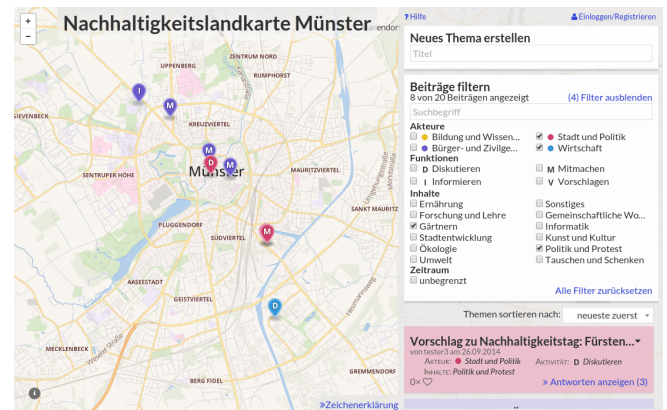 +
−
Nachhaltigkeitslandkarte Münster
ZENTRUM NORD
UPPENBERG
RUMPHORST
KREUZVIERTEL
SENTRUPER HÖHE
Münster
MAURITZVIERTEL
SANKT MAURITZ
PLUGGENDORF
SÜDVIERTEL
AASEESTADT
GEISTVIERTEL
MECKLENBECK
Weseler Straße
BERG FIDEL
GREMMENDORF
I
M
M
D
M
M
D
»Zeichenerklärung
? Hilfe
Einloggen/Registrieren
Neues Thema erstellen
Titel
Beiträge filtern
8 von 20 Beiträgen angezeigt
(4) Filter ausblenden
Suchbegriff
Akteure
Bildung und Wissen...
Stadt und Politik
Bürger- und Zivilge...
Wirtschaft
Funktionen
D Diskutieren
M Mitmachen
I Informieren
V Vorschlagen
Inhalte
Ernährung
Sonstiges
Forschung und Lehre
Gemeinschaftliche Wo...
Gärtnern
Informatik
Stadtentwicklung
Kunst und Kultur
Ökologie
Politik und Protest
Umwelt
Tauschen und Schenken
Zeitraum
unbegrenzt
Alle Filter zurücksetzen
Themen sortieren nach: neueste zuerst
Vorschlag zu Nachhaltigkeitstag: Fürsten...
von tester3 am 26.09.2014
AKTEUR: Stadt und Politik AKTIVITÄT: D Diskutieren
INHALTE: Politik und Protest
0×
» Antworten anzeigen (3)